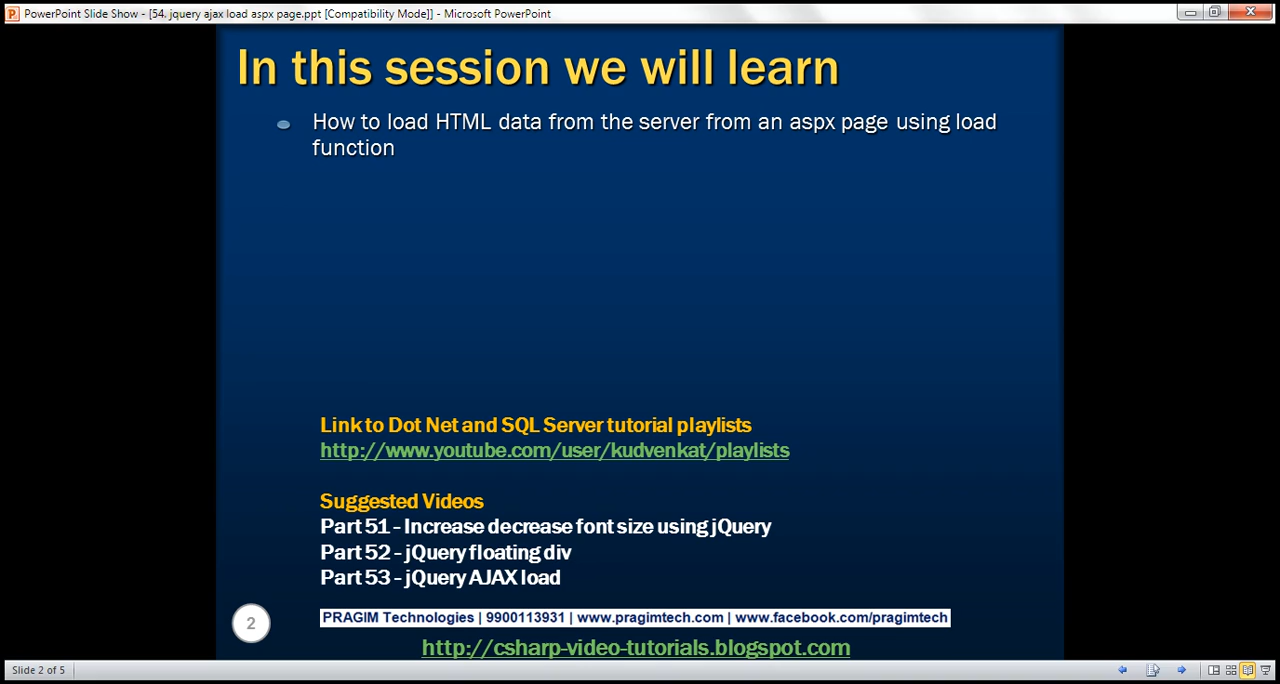 PowerPoint Slide Show - [54. jquery ajax load aspx page.ppt [Compatibility Mode]] - Microsoft PowerPoint
In this session we will learn
How to load HTML data from the server from an aspx page using load
function
Link to Dot Net and SQL Server tutorial playlists
http://www.youtube.com/user/kudvenkat/playlists
Suggested Videos
Part 51 - Increase decrease font size using jQuery
Part 52 - jQuery floating div
Part 53 - jQuery AJAX load
2
PRAGIM Technologies | 9900113931 | www.pragimtech.com | www.facebook.com/pragimtech
http://csharp-video-tutorials.blogspot.com
Slide 2 of 5